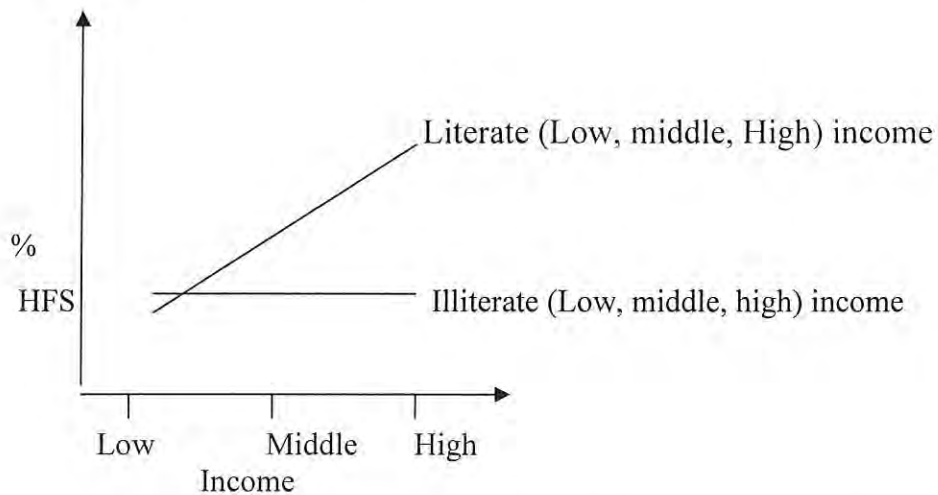 Literate (Low, middle, High) income
%
HFS
Illiterate (Low, middle, high) income
Low Middle High
Income